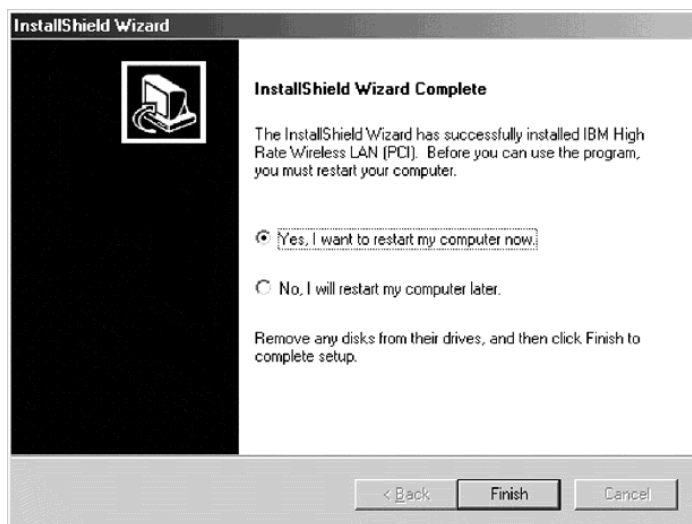 InstallShield Wizard
InstallShield Wizard Complete
The InstallShield Wizard has successfully installed IBM High
Rate Wireless LAN (PCI). Before you can use the program,
you must restart your computer.
Yes, I want to restart my computer now.
No, I will restart my computer later.
Remove any disks from their drives, and then click Finish to
complete setup.
< Back
Finish
Cancel